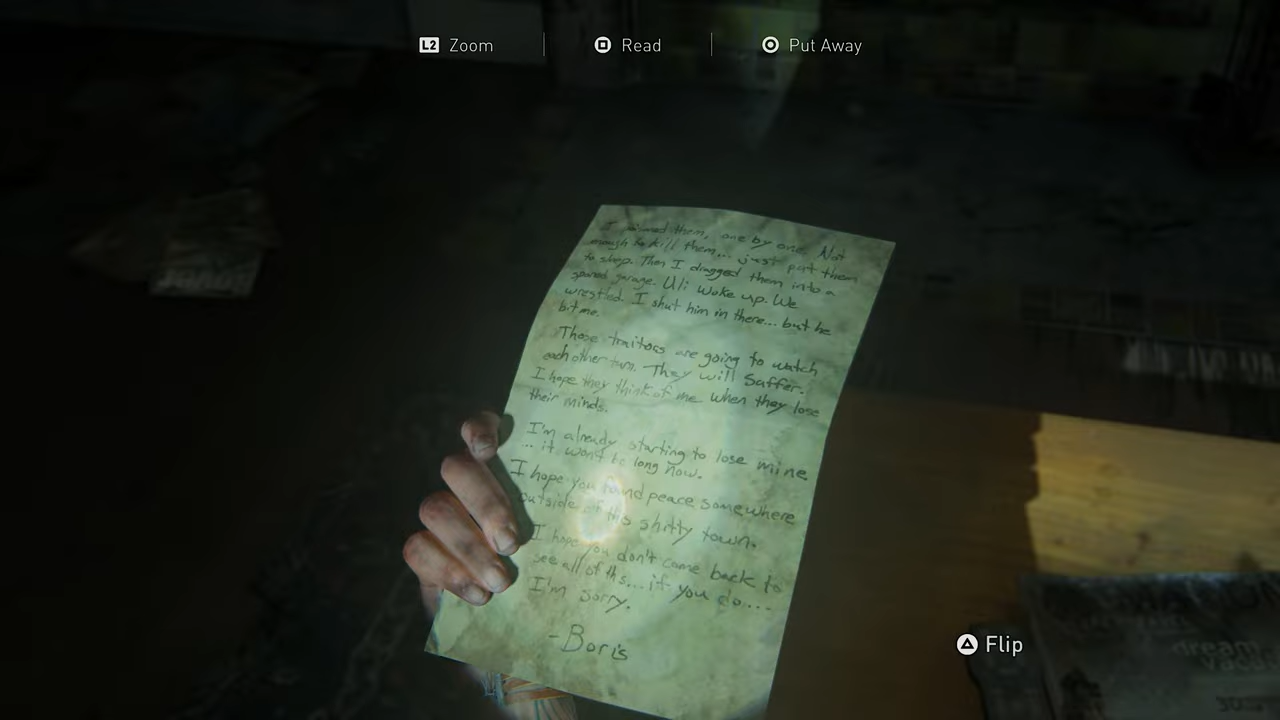 L2 Zoom
Read
Put Away
I them, one by one. Not
enough to kill them... just put them
to sleep. Then I dragged them into a
spored garage. Uli woke up. We
wrestled. I shut him in there... but he
bit me.
Those traitors are going to watch
each other turn. They will suffer.
I hope they think of me when they lose
their minds.
I'm already starting to lose mine
.. it won't be long now.
I hope you found peace somewhere
outside of this shitty town.
I hope you don't come back to
see all of ths... if you do....
I'm sorry.
-Boris
Flip
dream